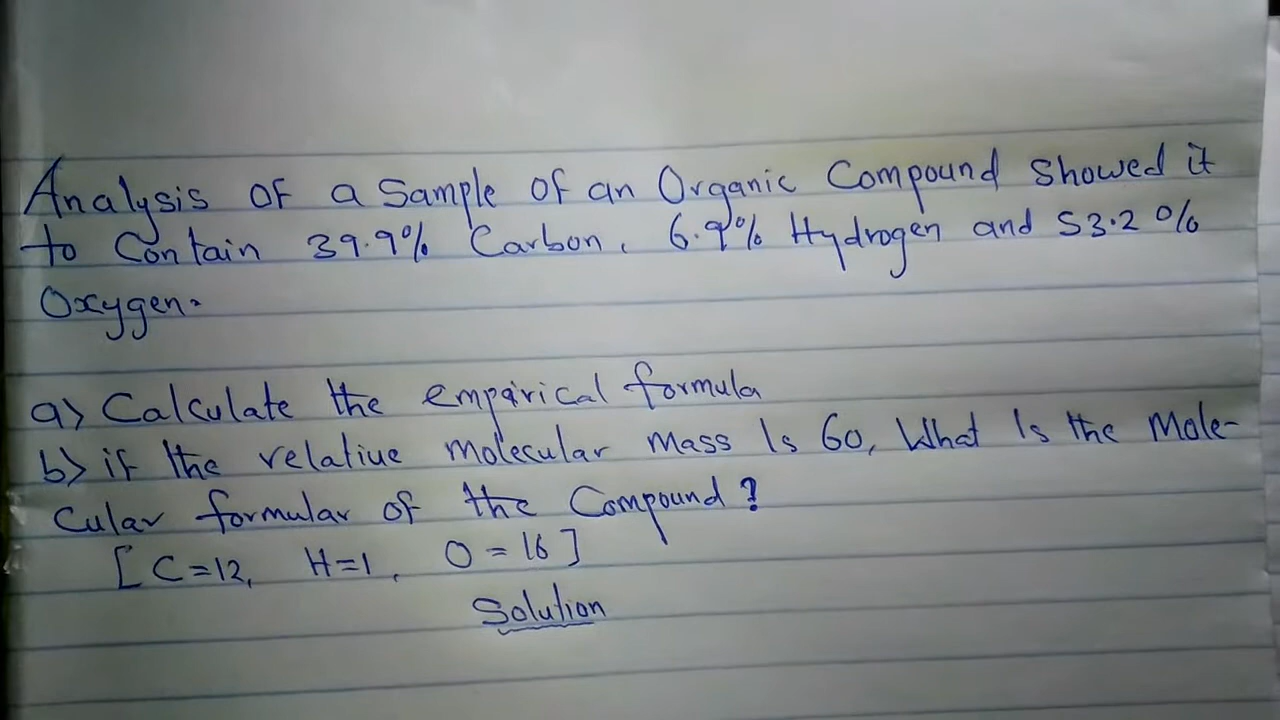 Analysis of a Sample of an Organic Compound Showed it
to Contain 39.9% Carbon, 6.9% Hydrogen and 53.2%
Oxygen.
a) Calculate the empirical formula
b) if the relative molecular mass Is 60, What Is the Mole-
cular formular of the Compound?
[C=12, H=1, O=16]
Solution